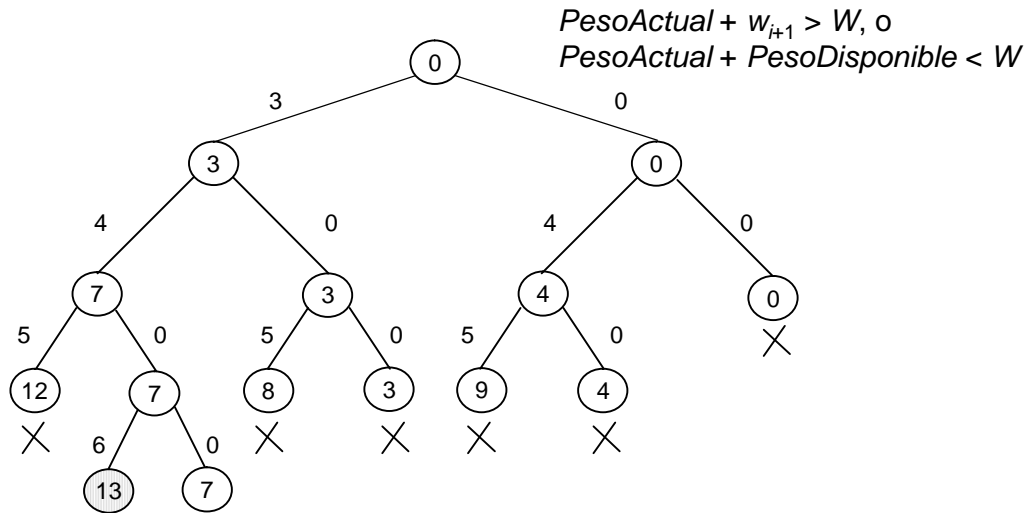 PesoActual + wi+1 > W, o
PesoActual + PesoDisponible < W
0
3 0
3 0
4 0 4 0
7 3 4 0
5 0 5 0 5 0
12 7 8 3 9 4
6 0
13 7